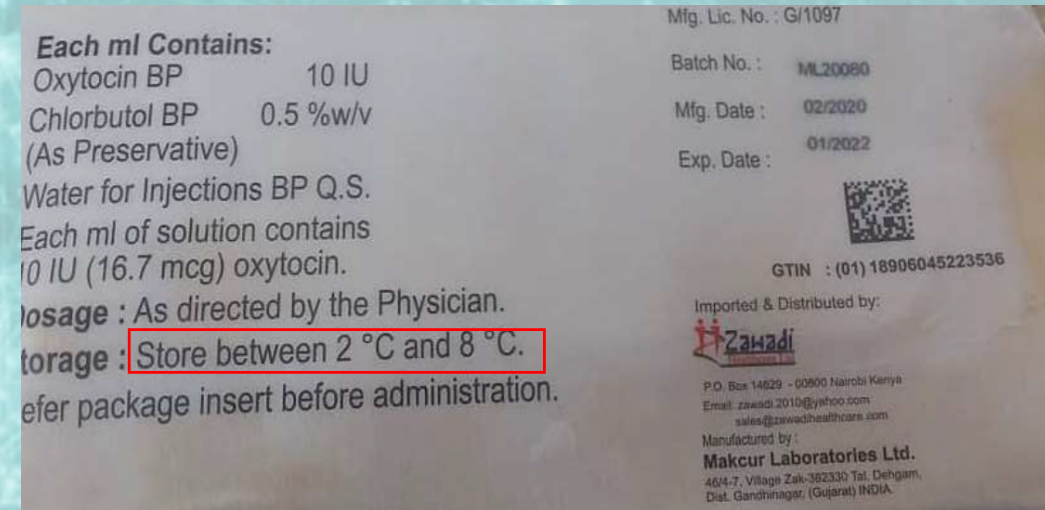 Each ml Contains:
Oxytocin BP 10 IU
Chlorbutol BP 0.5 %w/v
(As Preservative)
Water for Injections BP Q.S.
Each ml of solution contains
10 IU (16.7 mcg) oxytocin.
osage : As directed by the Physician.
torage : Store between 2 °C and 8 °C.
efer package insert before administration.
Mfg. Lic. No. : G/1097
Batch No. : ML20080
Mfg. Date : 02/2020
Exp. Date : 01/2022
GTIN : (01) 18906045223536
Imported & Distributed by:
Zawadi
Healthcare Ltd
P.O. Box 14629 - 00800 Nairobi Kenya
Email: zawadi.2010@yahoo.com
sales@zawadihealthcare.com
Manufactured by :
Makcur Laboratories Ltd.
46/4-7, Village Zak-382330 Tal. Dehgam,
Dist. Gandhinagar, (Gujarat) INDIA.